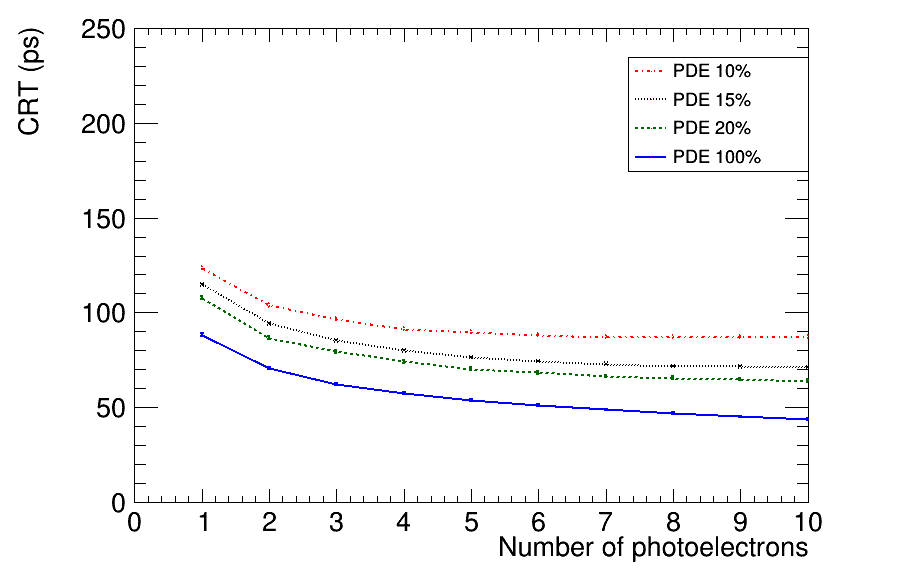 CRT (ps)
250
200
150
100
50
0
PDE 10%
PDE 15%
PDE 20%
PDE 100%
0 1 2 3 4 5 6 7 8 9 10
Number of photoelectrons